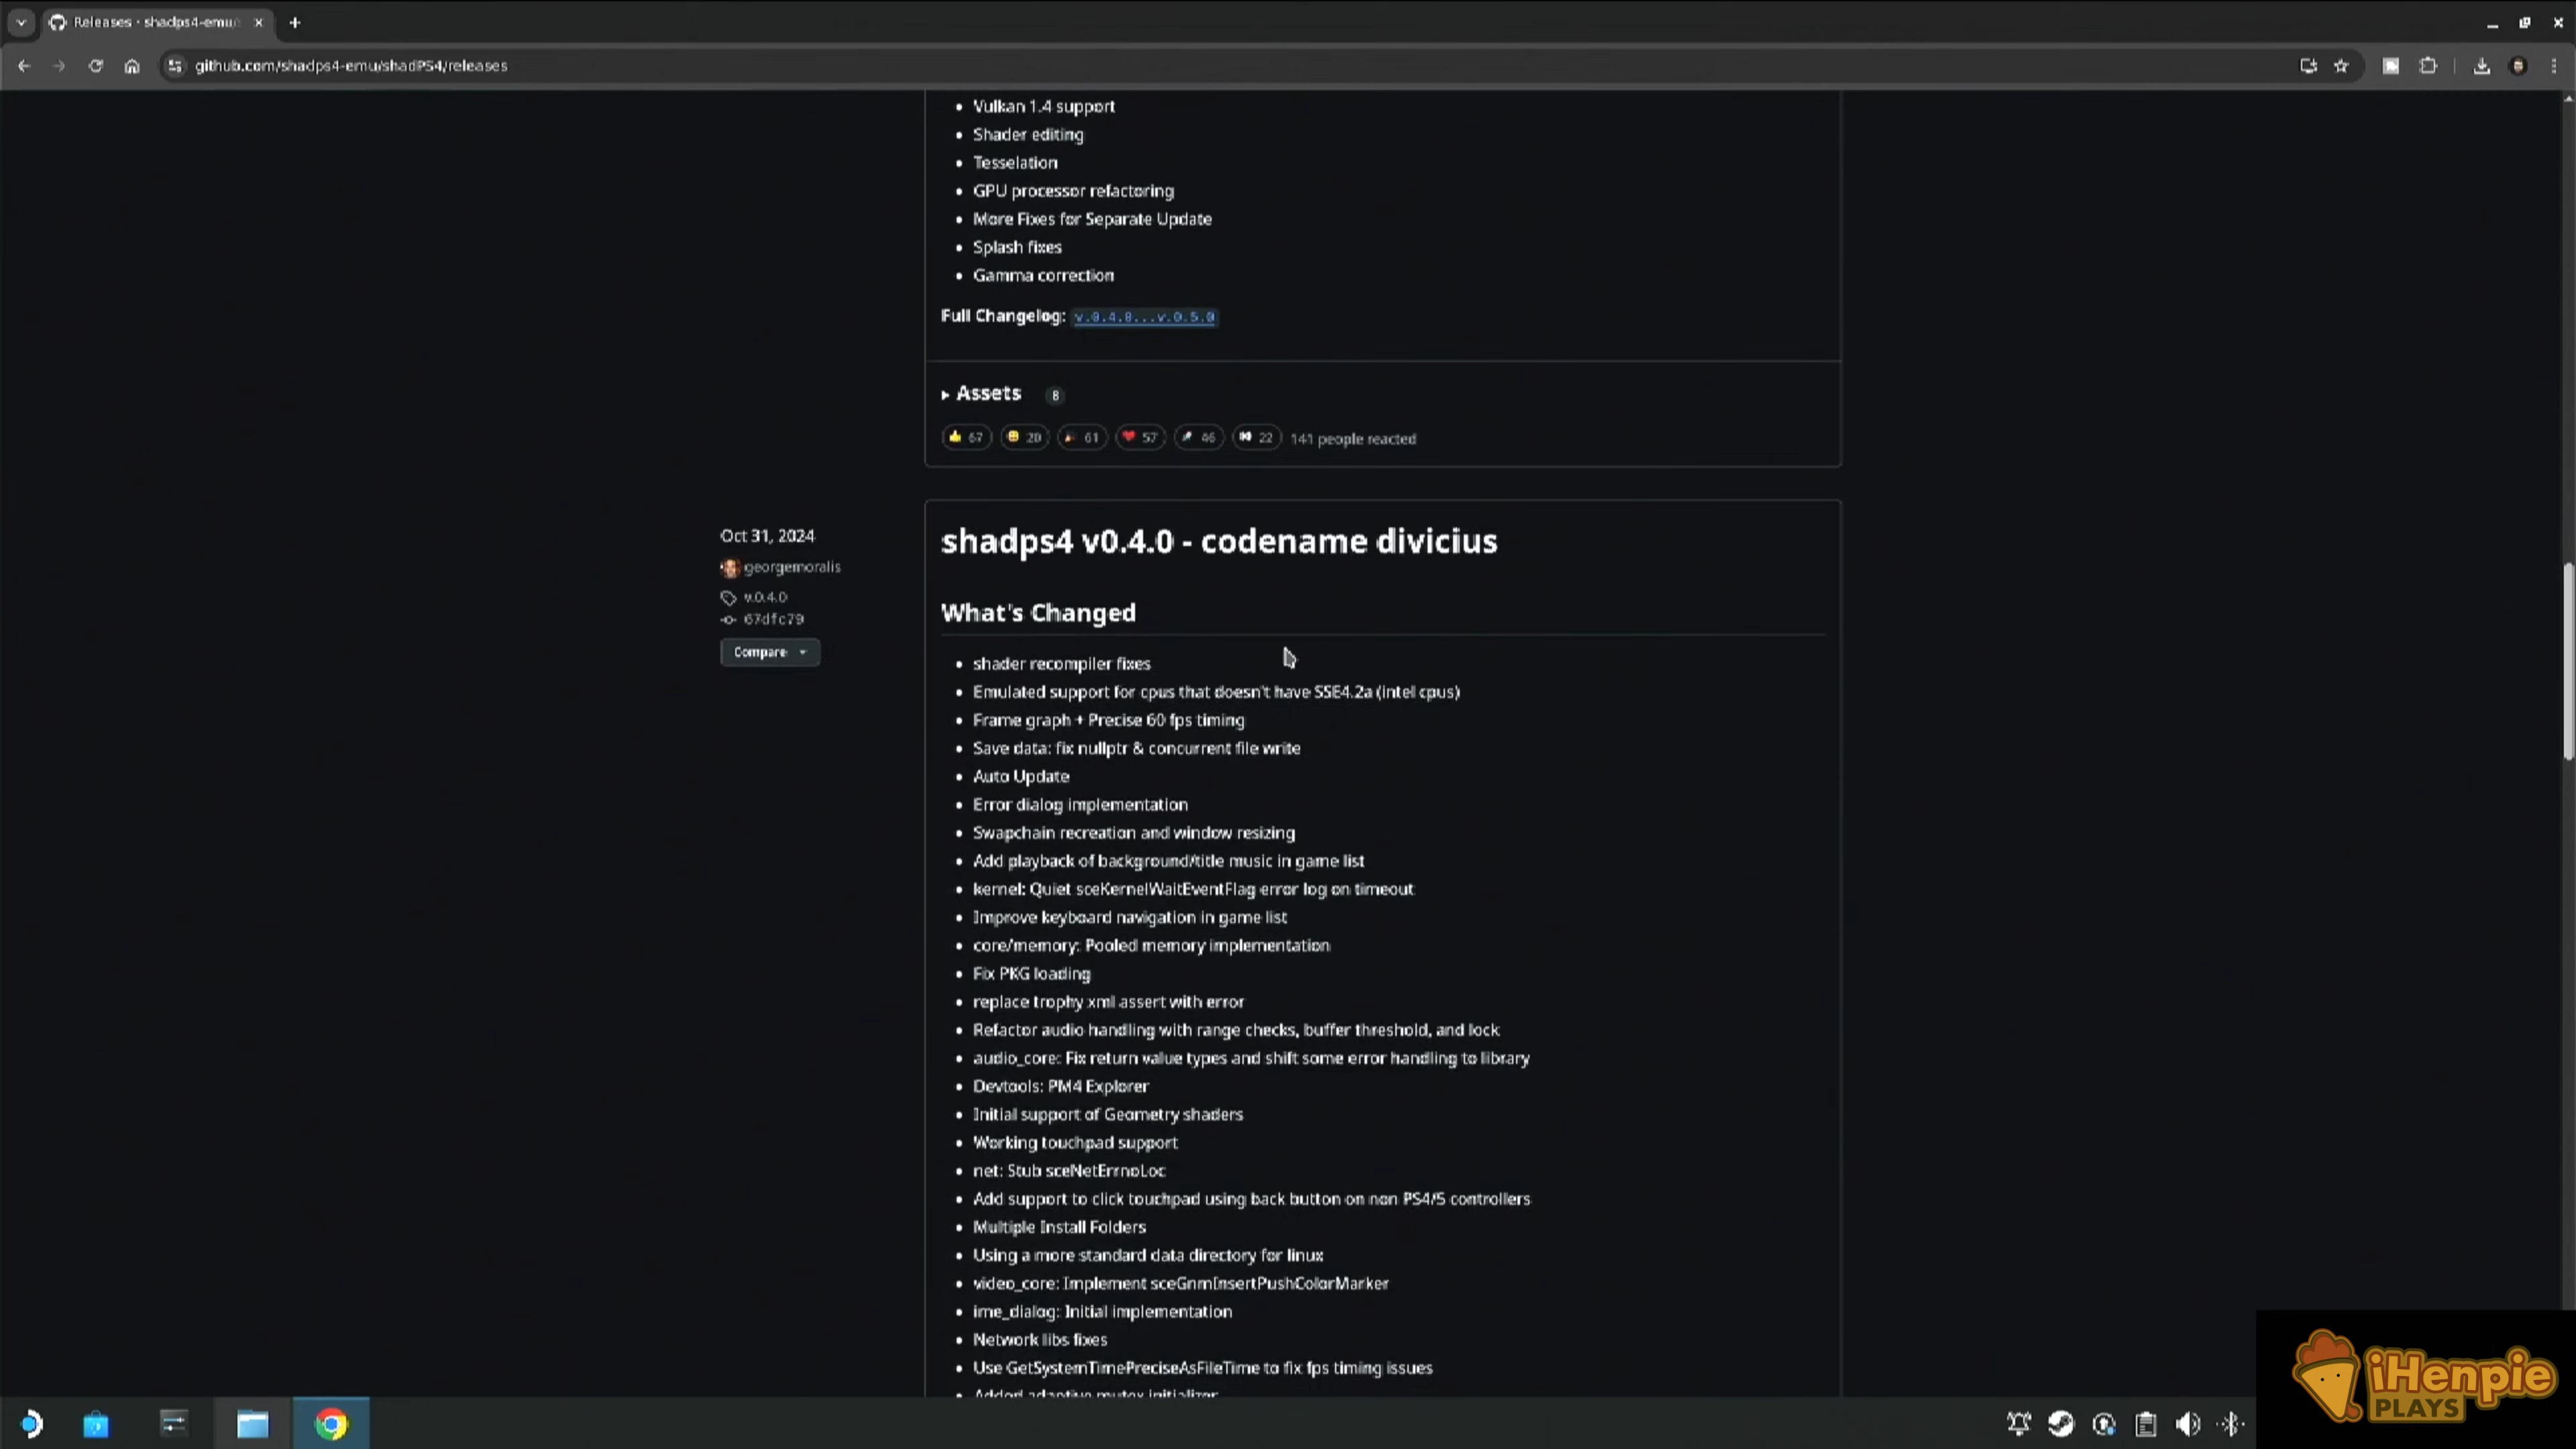 Releases · shadps4-emu
github.com/shadps4-emu/shadPS4/releases
Vulkan 1.4 support
Shader editing
Tesselation
GPU processor refactoring
More Fixes for Separate Update
Splash fixes
Gamma correction
Full Changelog: v.0.4.0...v.0.5.0
Assets 8
67 20 61 57 46 22 141 people reacted
Oct 31, 2024
georgemoralis
v.0.4.0
67dfc79
Compare
shadps4 v0.4.0 - codename divicius
What's Changed
shader recompiler fixes
Emulated support for cpus that doesn't have SSE4.2a (intel cpus)
Frame graph + Precise 60 fps timing
Save data: fix nullptr & concurrent file write
Auto Update
Error dialog implementation
Swapchain recreation and window resizing
Add playback of background/title music in game list
kernel: Quiet sceKernelWaitEventFlag error log on timeout
Improve keyboard navigation in game list
core/memory: Pooled memory implementation
Fix PKG loading
replace trophy xml assert with error
Refactor audio handling with range checks, buffer threshold, and lock
audio_core: Fix return value types and shift some error handling to library
Devtools: PM4 Explorer
Initial support of Geometry shaders
Working touchpad support
net: Stub sceNetErrnoLoc
Add support to click touchpad using back button on non PS4/5 controllers
Multiple Install Folders
Using a more standard data directory for linux
video_core: Implement sceGnmInsertPushColorMarker
ime_dialog: Initial implementation
Network libs fixes
Use GetSystemTimePreciseAsFileTime to fix fps timing issues
Added adaptive mutex initializer
iHenpie
PLAYS